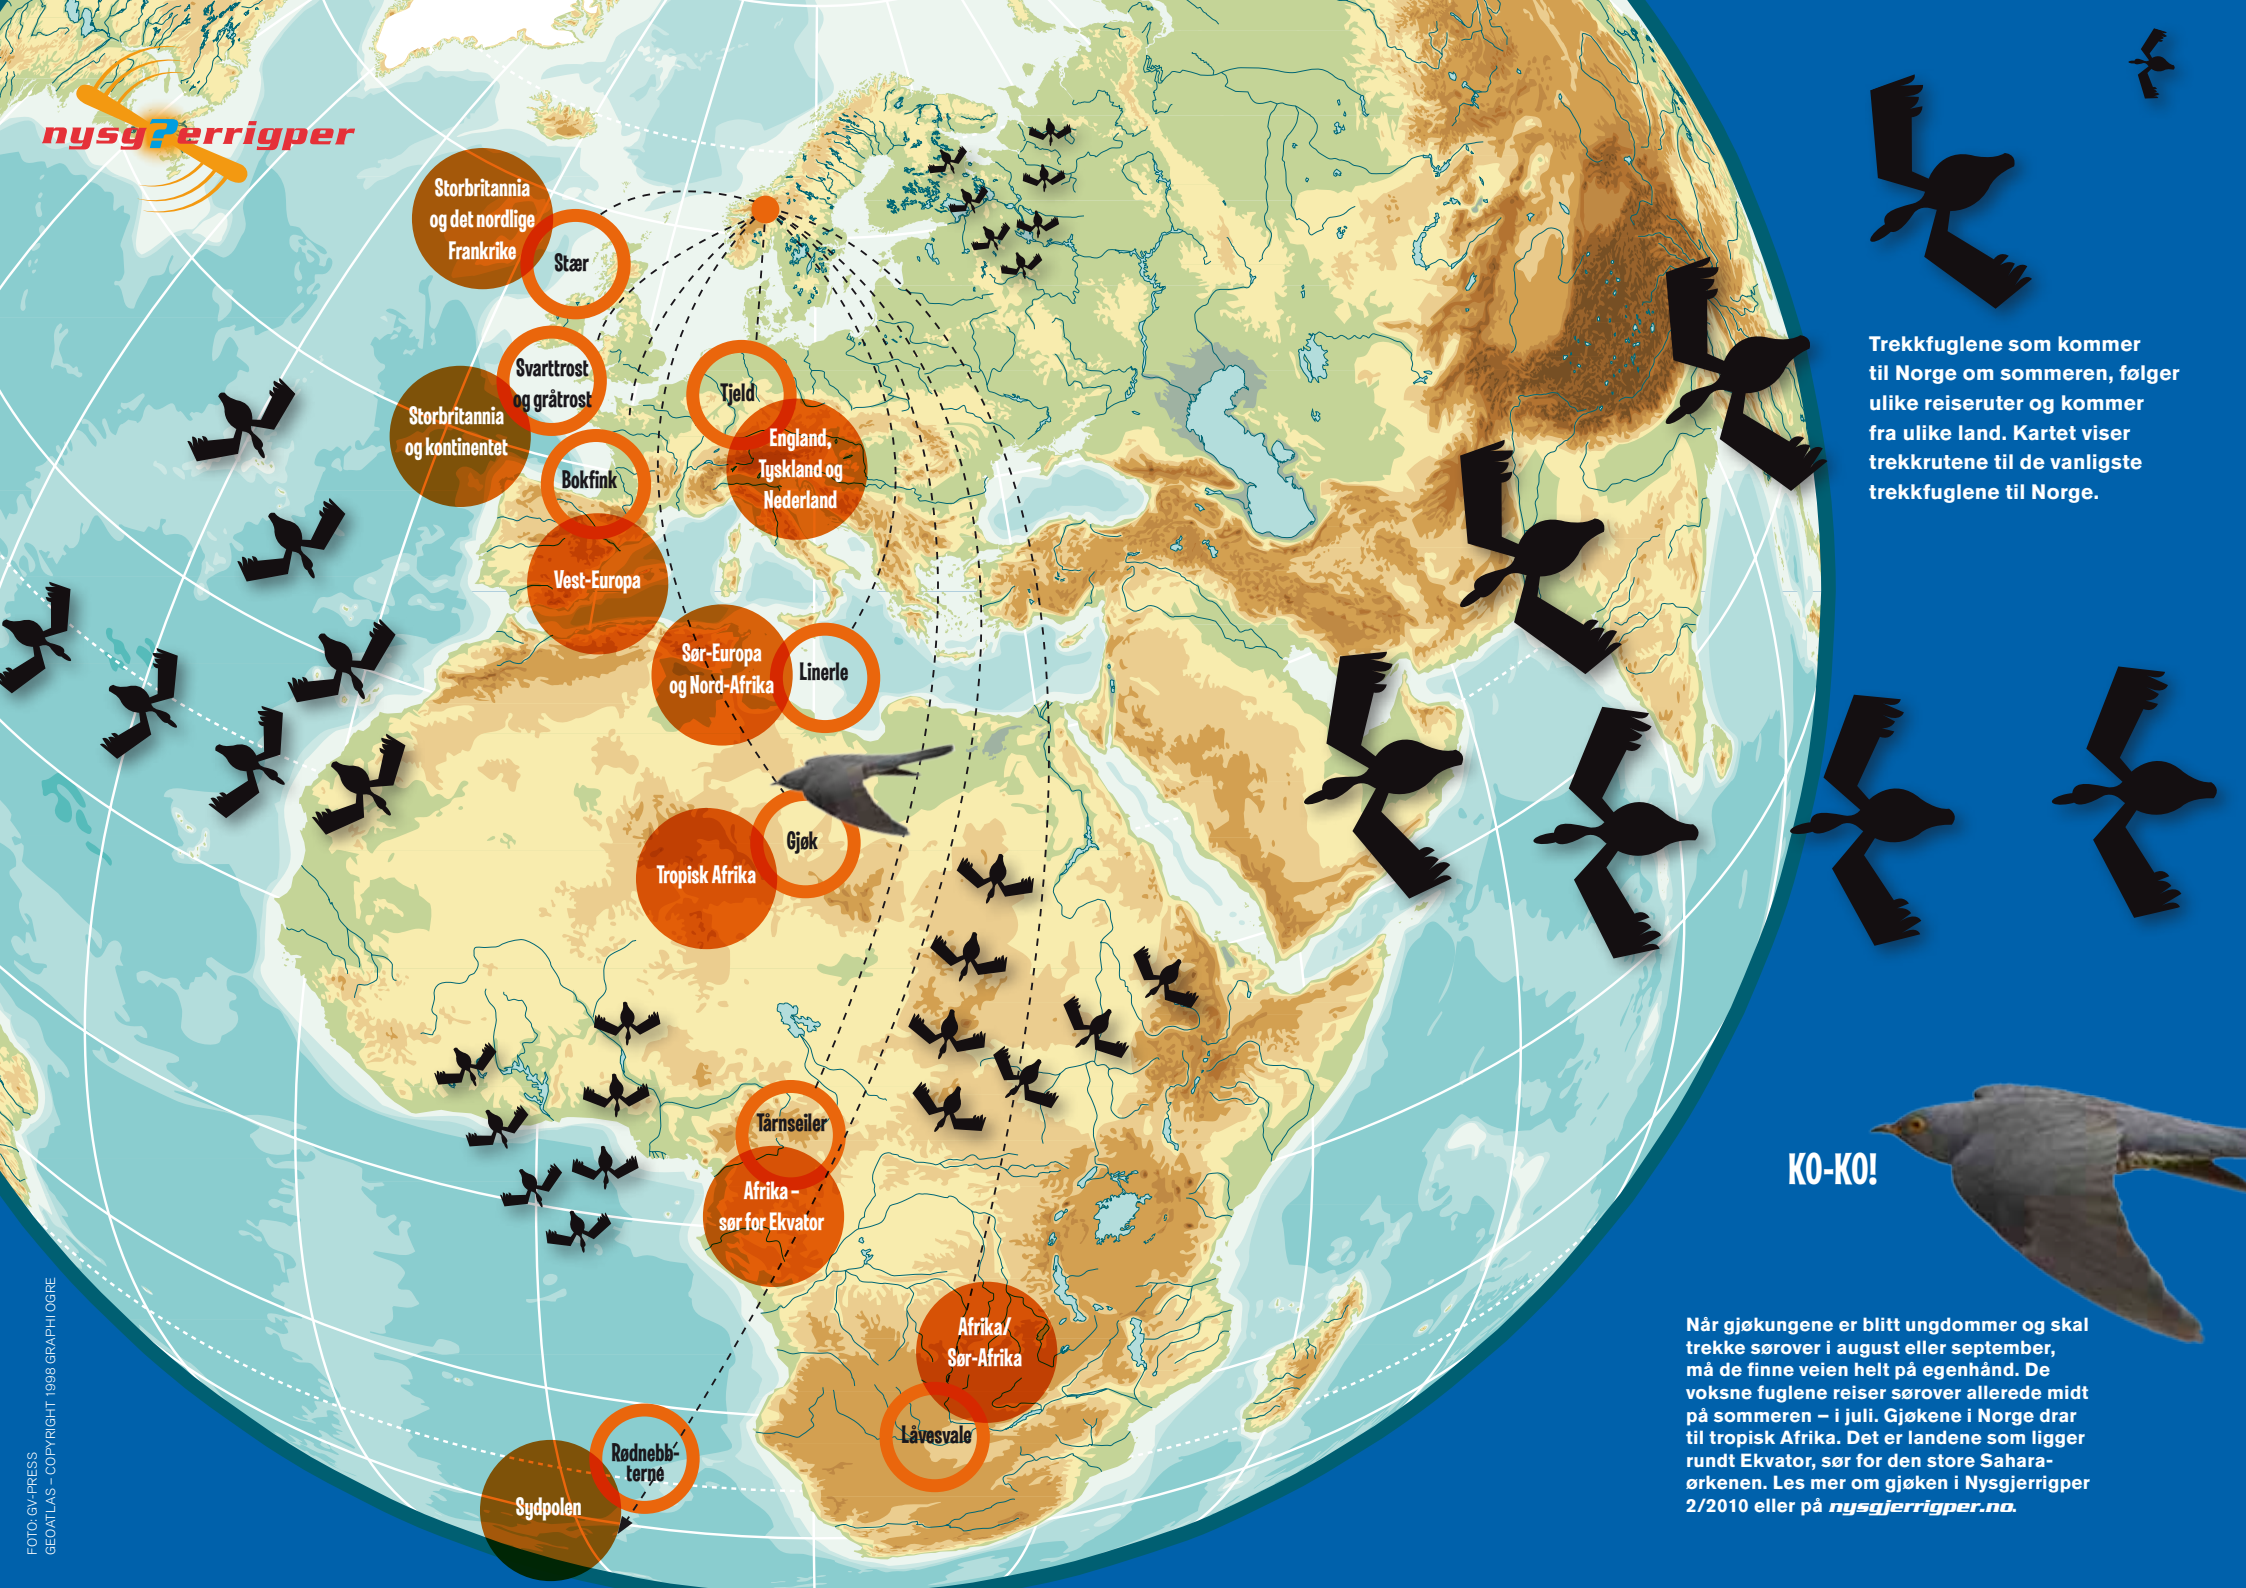 nysg?errigper
Storbritannia
og det nordlige
Frankrike
Stær
Svarttrost
og gråtrost
Storbritannia
og kontinentet
Tjeld
England,
Tyskland og
Nederland
Bokfink
Vest-Europa
Sør-Europa
og Nord-Afrika
Linerle
Gjøk
Tropisk Afrika
Tårnseiler
Afrika –
sør for Ekvator
Afrika/
Sør-Afrika
Låvesvale
Rødnebb-
terne
Sydpolen
Trekkfuglene som kommer
til Norge om sommeren, følger
ulike reiseruter og kommer
fra ulike land. Kartet viser
trekkrutene til de vanligste
trekkfuglene til Norge.
KO-KO!
Når gjøkungene er blitt ungdommer og skal
trekke sørover i august eller september,
må de finne veien helt på egenhånd. De
voksne fuglene reiser sørover allerede midt
på sommeren – i juli. Gjøkene i Norge drar
til tropisk Afrika. Det er landene som ligger
rundt Ekvator, sør for den store Sahara-
ørkenen. Les mer om gjøken i Nysgjerrigper
2/2010 eller på nysgjerrigper.no.
FOTO: GV-PRESS
GEOATLAS – COPYRIGHT 1998 GRAPHI OGRE